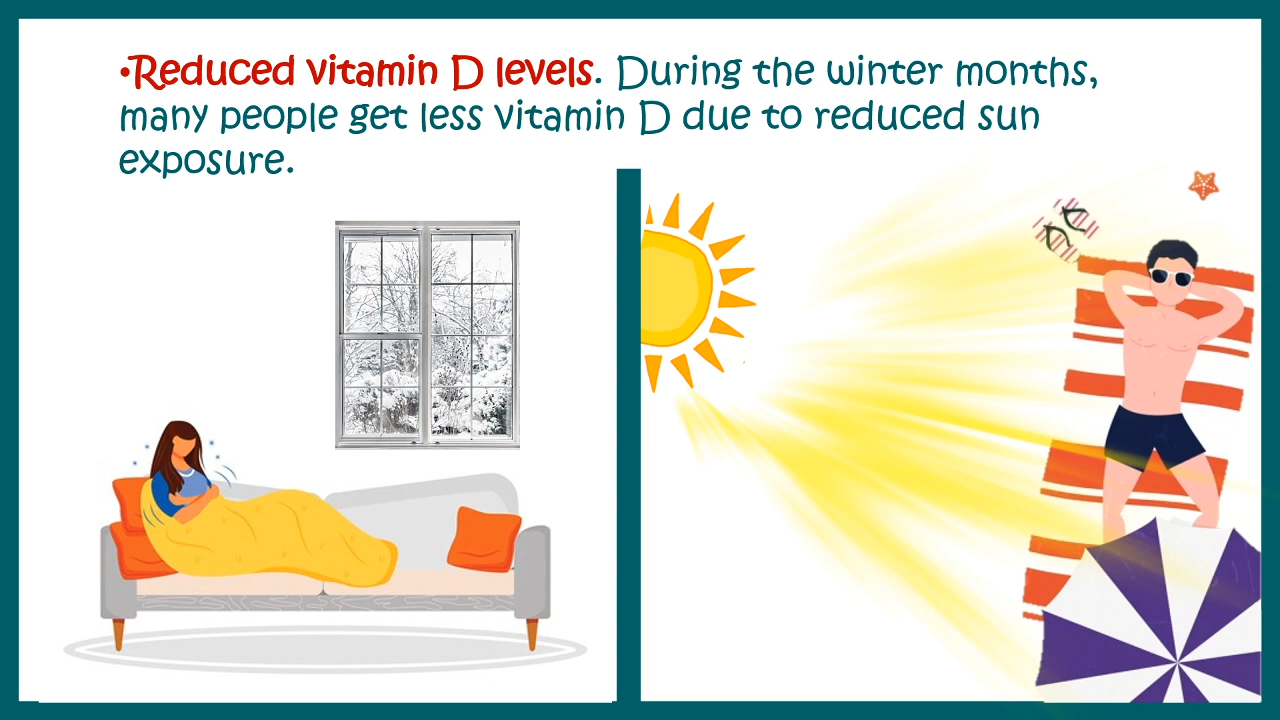 •Reduced vitamin D levels. During the winter months,
many people get less vitamin D due to reduced sun
exposure.